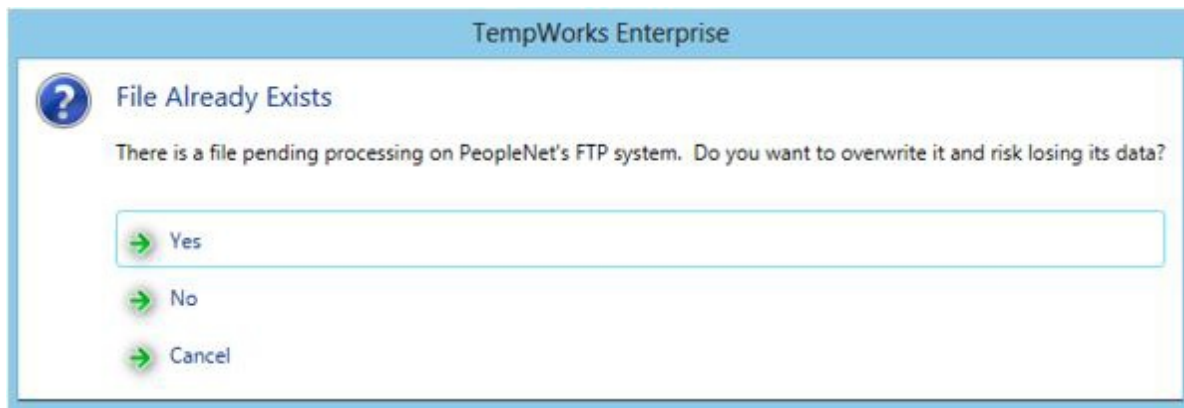 TempWorks Enterprise
File Already Exists
There is a file pending processing on PeopleNet's FTP system.  Do you want to overwrite it and risk losing its data?
Yes
No
Cancel